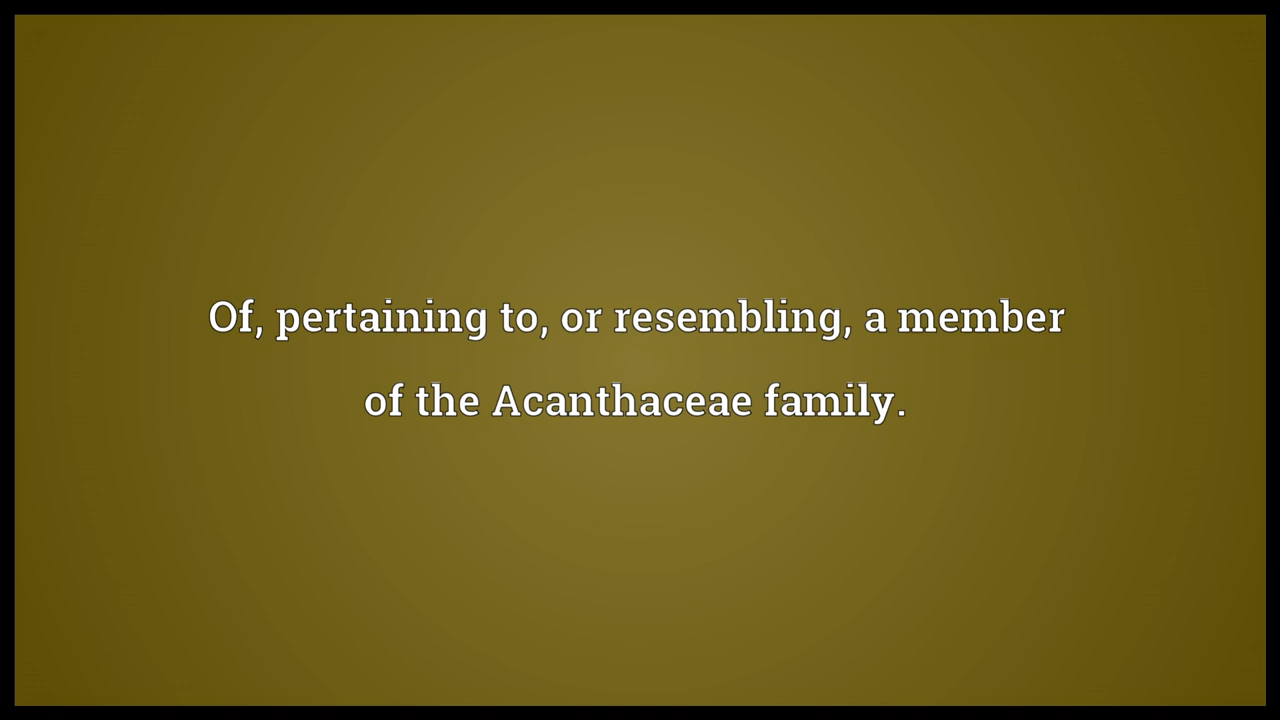 Of, pertaining to, or resembling, a member
of the Acanthaceae family.